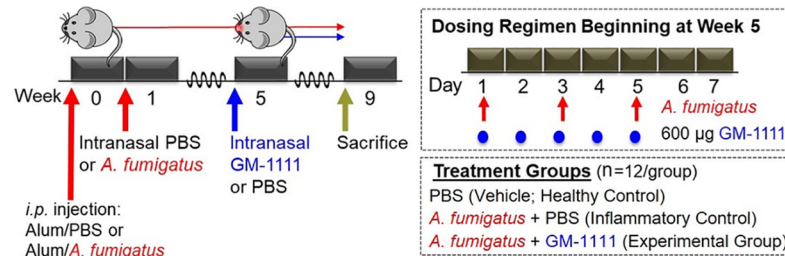 Week 0 1 5 9
Intranasal PBS
or A. fumigatus
Intranasal
GM-1111
or PBS
Sacrifice
i.p. injection:
Alum/PBS or
Alum/A. fumigatus
Dosing Regimen Beginning at Week 5
Day 1 2 3 4 5 6 7
A. fumigatus
600 µg GM-1111
Treatment Groups (n=12/group)
PBS (Vehicle; Healthy Control)
A. fumigatus + PBS (Inflammatory Control)
A. fumigatus + GM-1111 (Experimental Group)